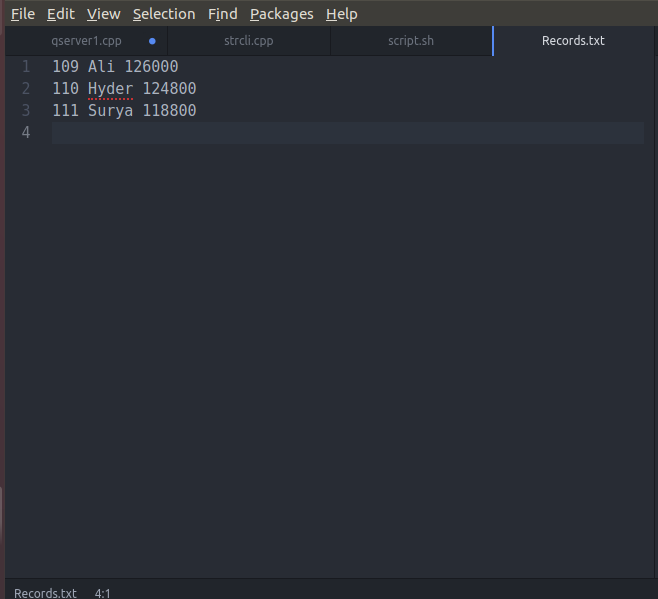 File Edit View Selection Find Packages Help
qserver1.cpp strcli.cpp script.sh Records.txt
1 109 Ali 126000
2 110 Hyder 124800
3 111 Surya 118800
4
Records.txt 4:1